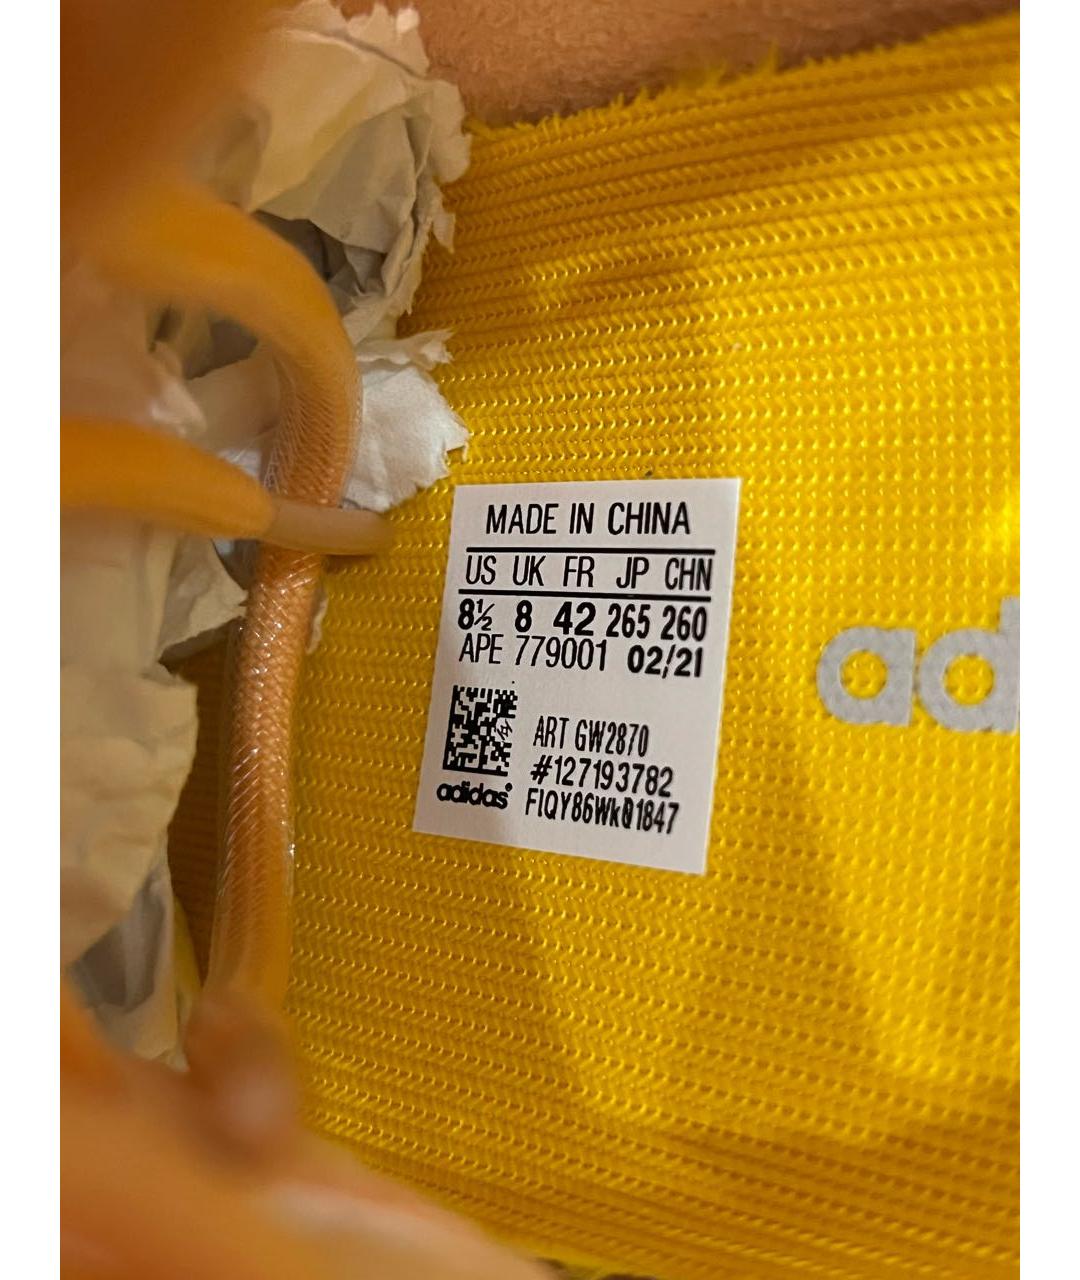 MADE IN CHINA
US UK FR JP CHN
8½ 8 42 265 260
APE 779001 02/21
ART GW2870
#127193782
adidas
ad